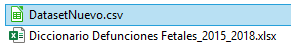 DatasetNuevo.csv
Diccionario Defunciones Fetales_2015_2018.xlsx